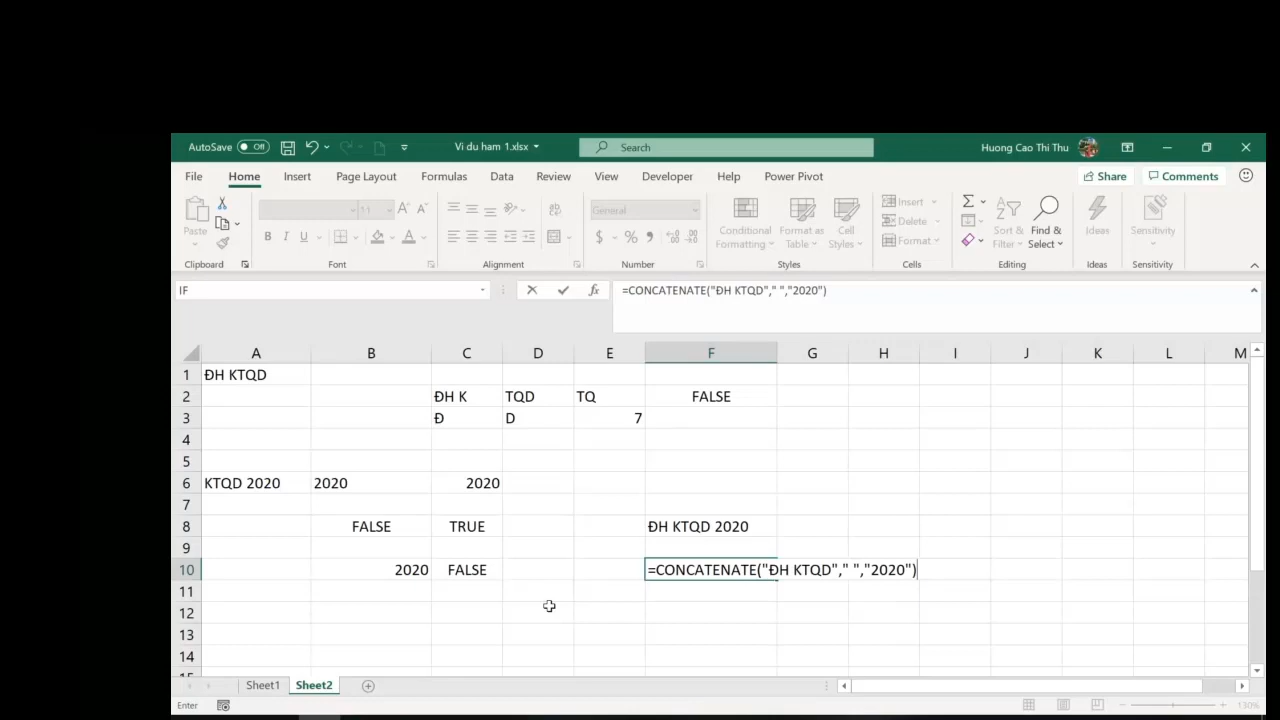 AutoSave Off Vi du ham 1.xlsx Search Huong Cao Thi Thu
File Home Insert Page Layout Formulas Data Review View Developer Help Power Pivot Share Comments
Paste 11 General Conditional Formatting Format as Table Cell Styles Insert Delete Format Sort & Filter Find & Select Ideas Sensitivity
Clipboard Font Alignment Number Styles Cells Editing Ideas Sensitivity
IF =CONCATENATE("ĐH KTQD"," ","2020")
A B C D E F G H I J K L M
1 ĐH KTQD
2 ĐH K TQD TQ FALSE
3 Đ D 7
4
5
6 KTQD 2020 2020 2020
7
8 FALSE TRUE ĐH KTQD 2020
9
10 2020 FALSE =CONCATENATE("ĐH KTQD"," ","2020")
11
12
13
14
15
Sheet1 Sheet2
Enter 130%